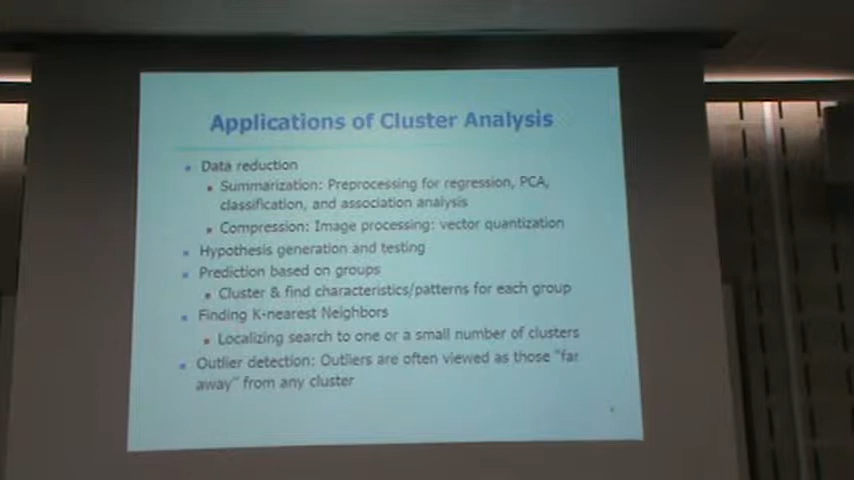 Applications of Cluster Analysis
Data reduction
Summarization: Preprocessing for regression, PCA,
classification, and association analysis
Compression: Image processing: vector quantization
Hypothesis generation and testing
Prediction based on groups
Cluster & find characteristics/patterns for each group
Finding K-nearest Neighbors
Localizing search to one or a small number of clusters
Outlier detection: Outliers are often viewed as those "far
away" from any cluster